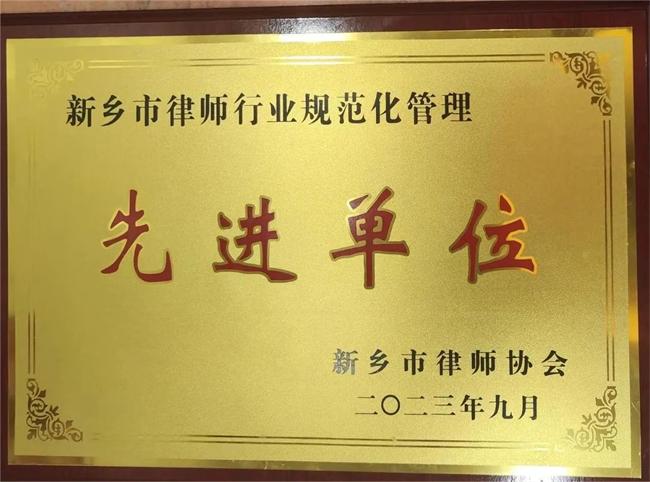 新乡市律师行业规范化管理
先进单位
新乡市律师协会
二〇二三年九月